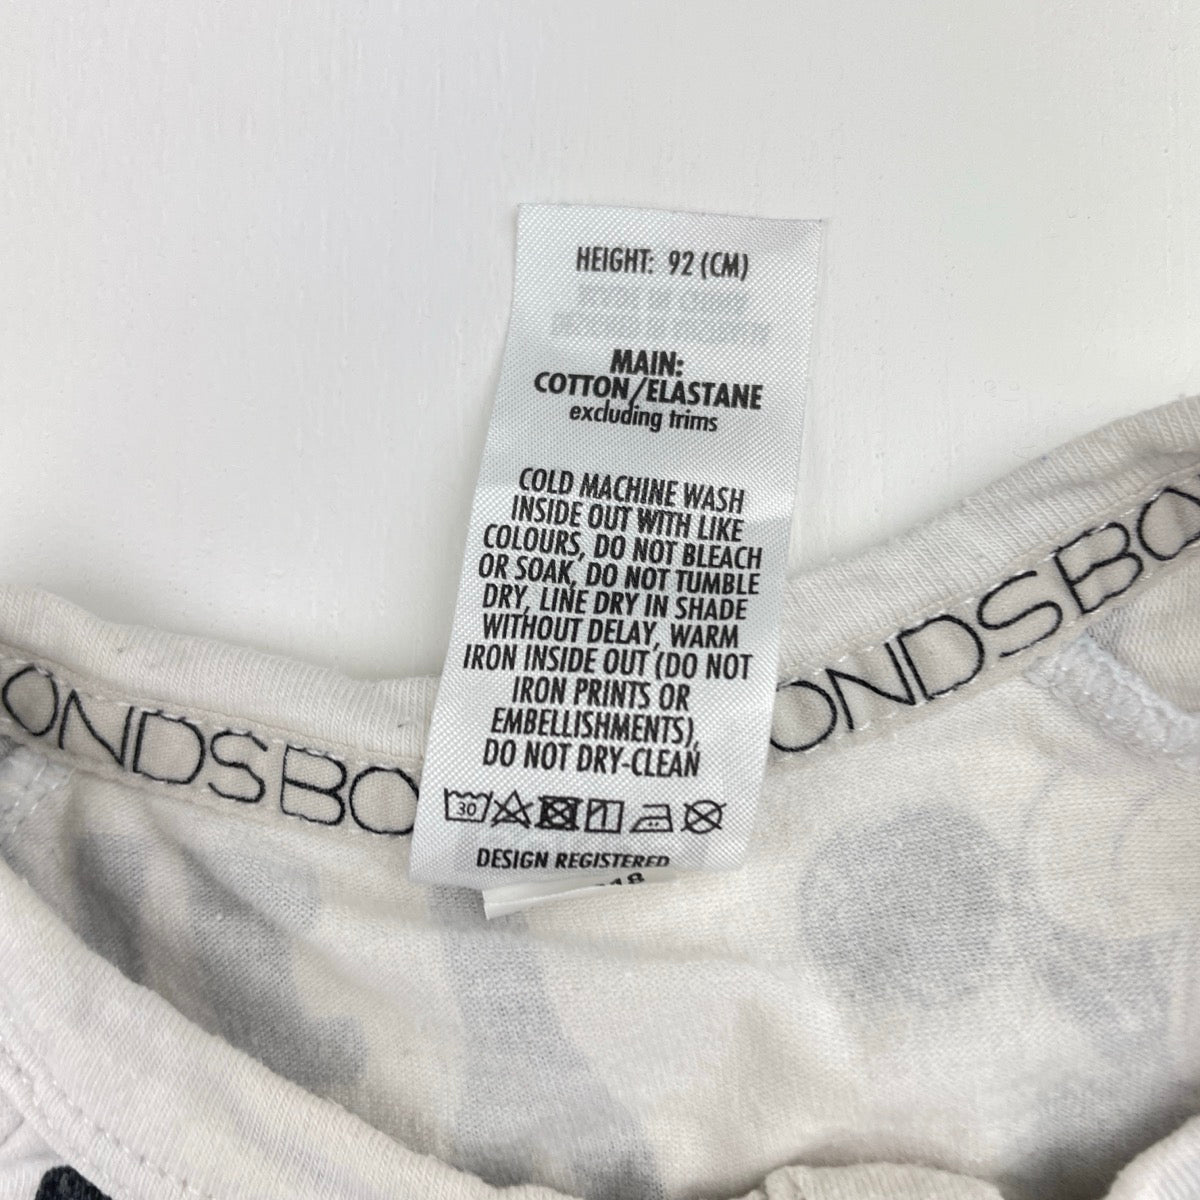 HEIGHT: 92 (CM)
MAIN:
COTTON/ELASTANE
excluding trims
COLD MACHINE WASH
INSIDE OUT WITH LIKE
COLOURS, DO NOT BLEACH
OR SOAK, DO NOT TUMBLE
DRY, LINE DRY IN SHADE
WITHOUT DELAY, WARM
IRON INSIDE OUT (DO NOT
IRON PRINTS OR
EMBELLISHMENTS),
DO NOT DRY-CLEAN
30
DESIGN REGISTERED
18
ONDSBO
ONDSBO